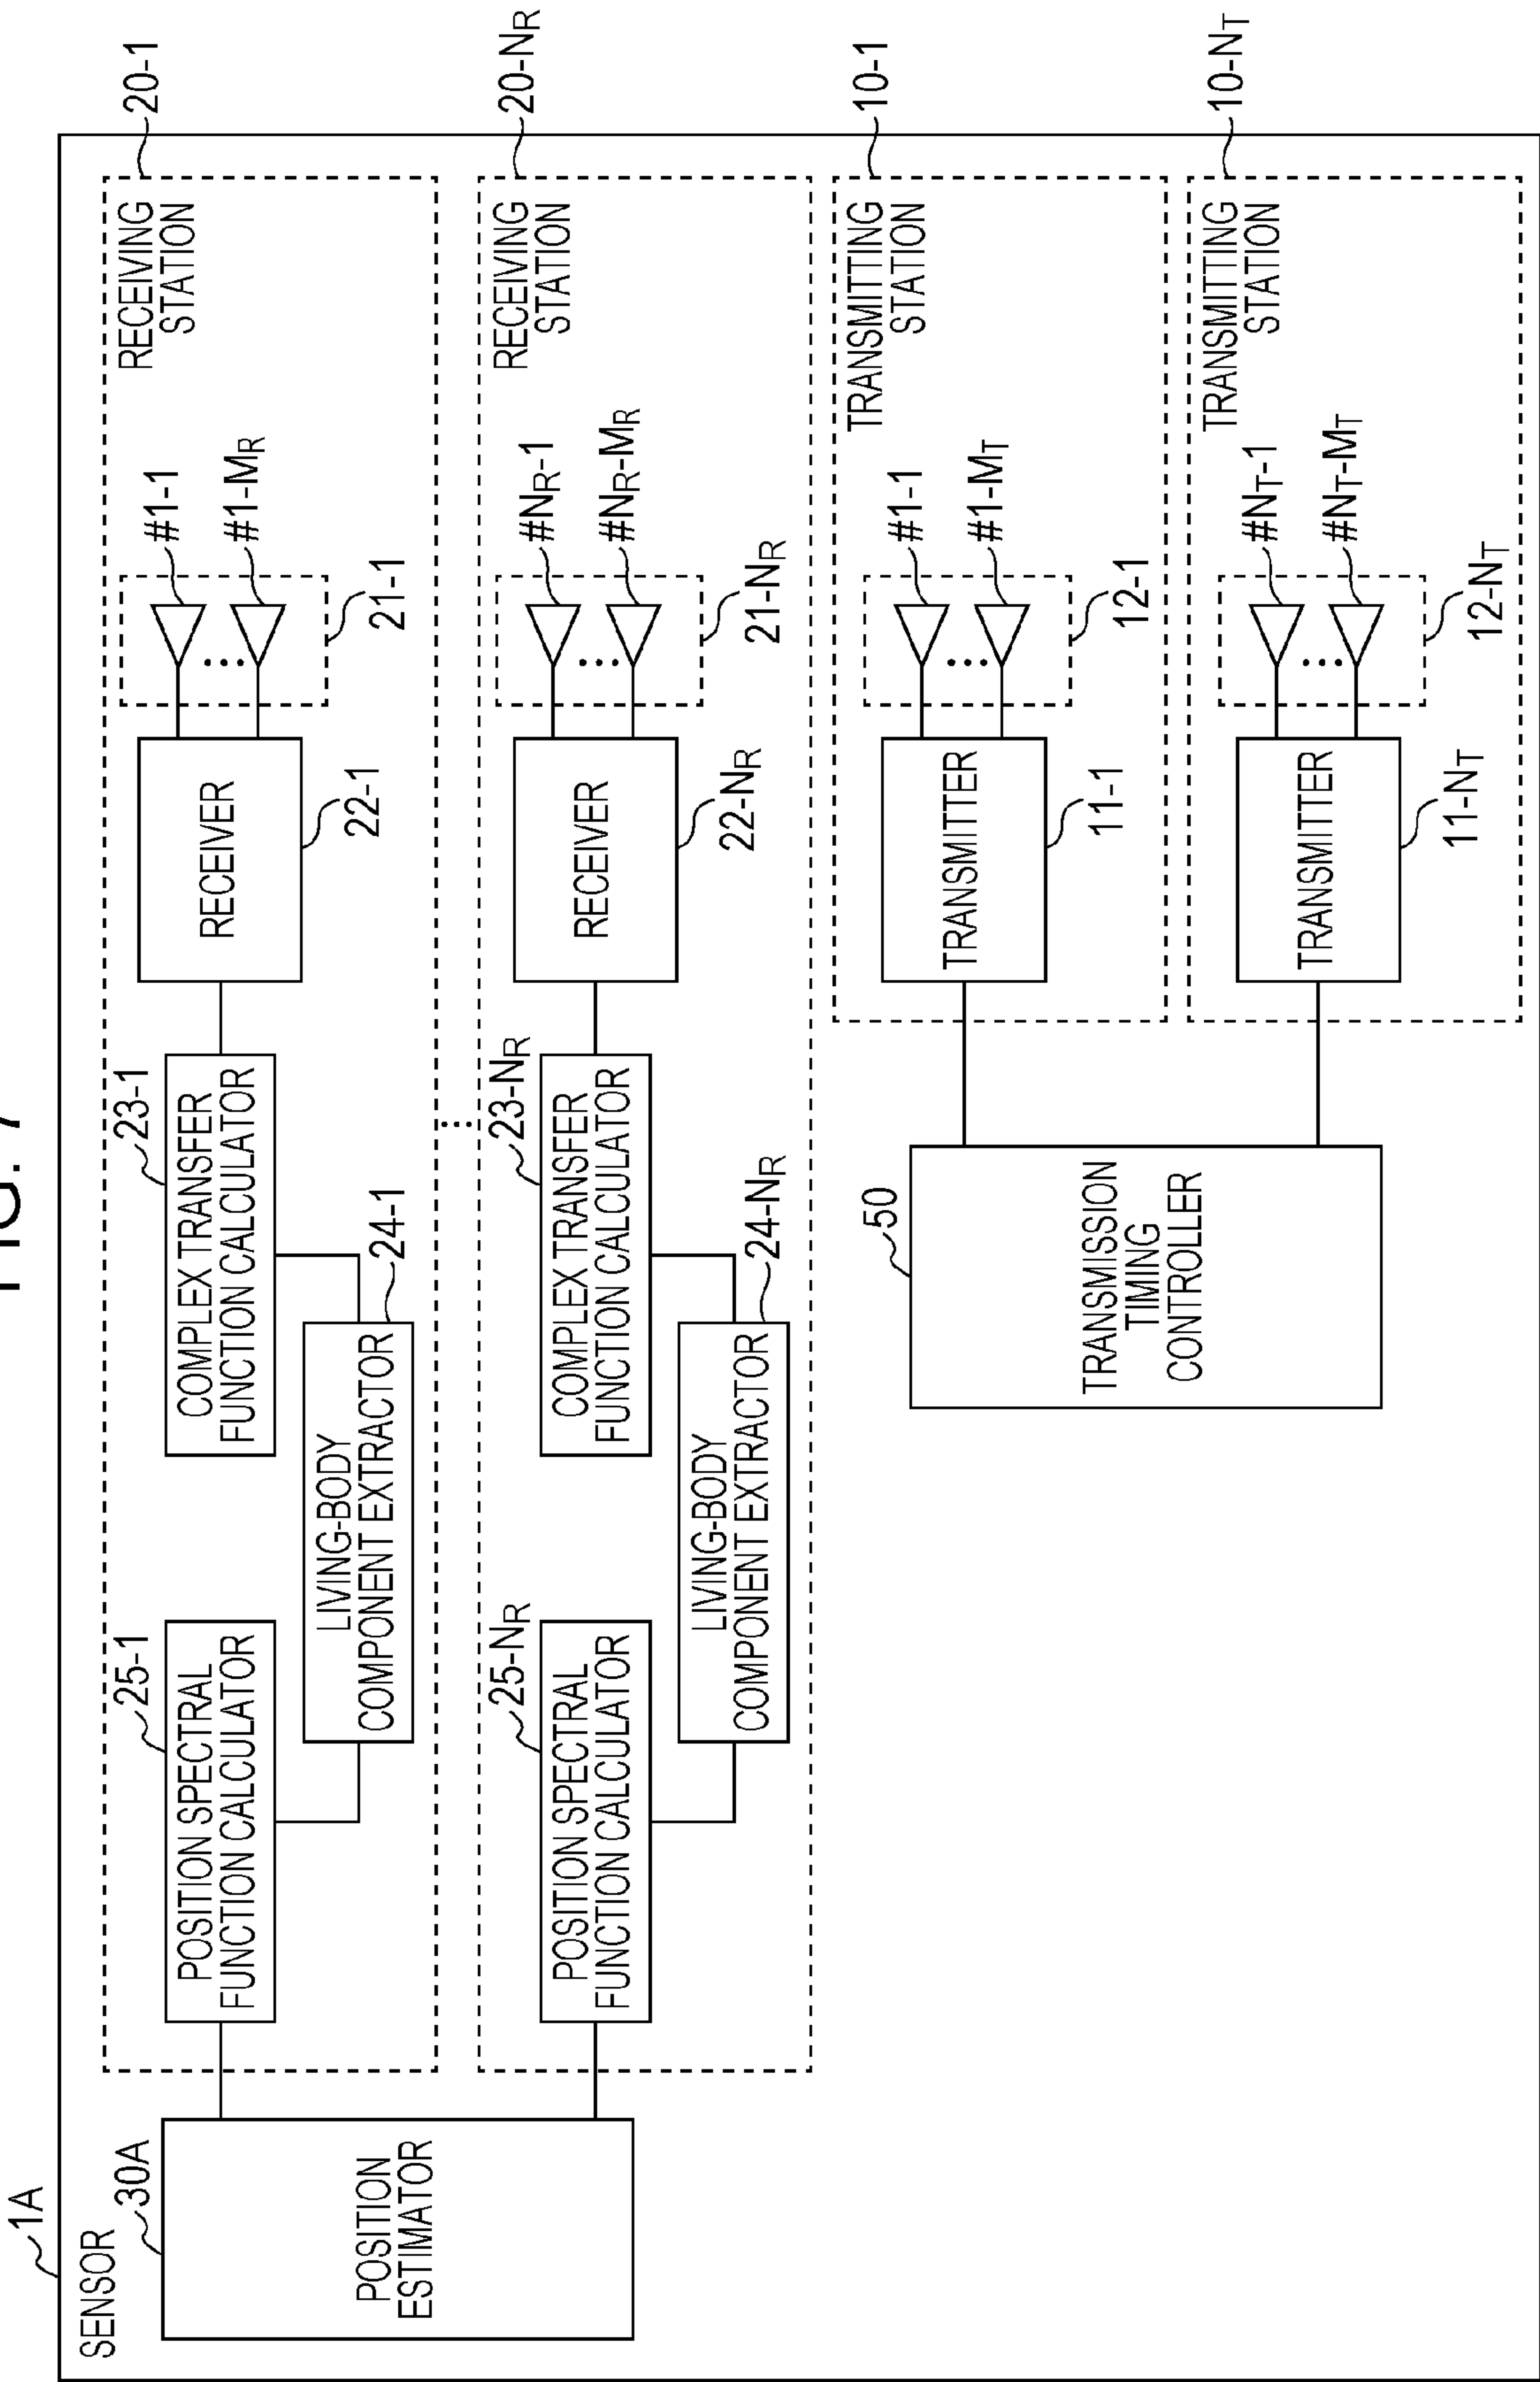 FIG. 7
1A
SENSOR
30A
POSITION
ESTIMATOR
RECEIVING
STATION
20-1
25-1
POSITION SPECTRAL
FUNCTION CALCULATOR
LIVING-BODY
COMPONENT EXTRACTOR
24-1
23-1
COMPLEX TRANSFER
FUNCTION CALCULATOR
RECEIVER
22-1
21-1
#1-1
#1-MR
RECEIVING
STATION
20-NR
25-NR
POSITION SPECTRAL
FUNCTION CALCULATOR
LIVING-BODY
COMPONENT EXTRACTOR
24-NR
23-NR
COMPLEX TRANSFER
FUNCTION CALCULATOR
RECEIVER
22-NR
21-NR
#NR-1
#NR-MR
50
TRANSMISSION
TIMING
CONTROLLER
TRANSMITTING
STATION
10-1
TRANSMITTER
11-1
12-1
#1-1
#1-MT
TRANSMITTING
STATION
10-NT
TRANSMITTER
11-NT
12-NT
#NT-1
#NT-MT